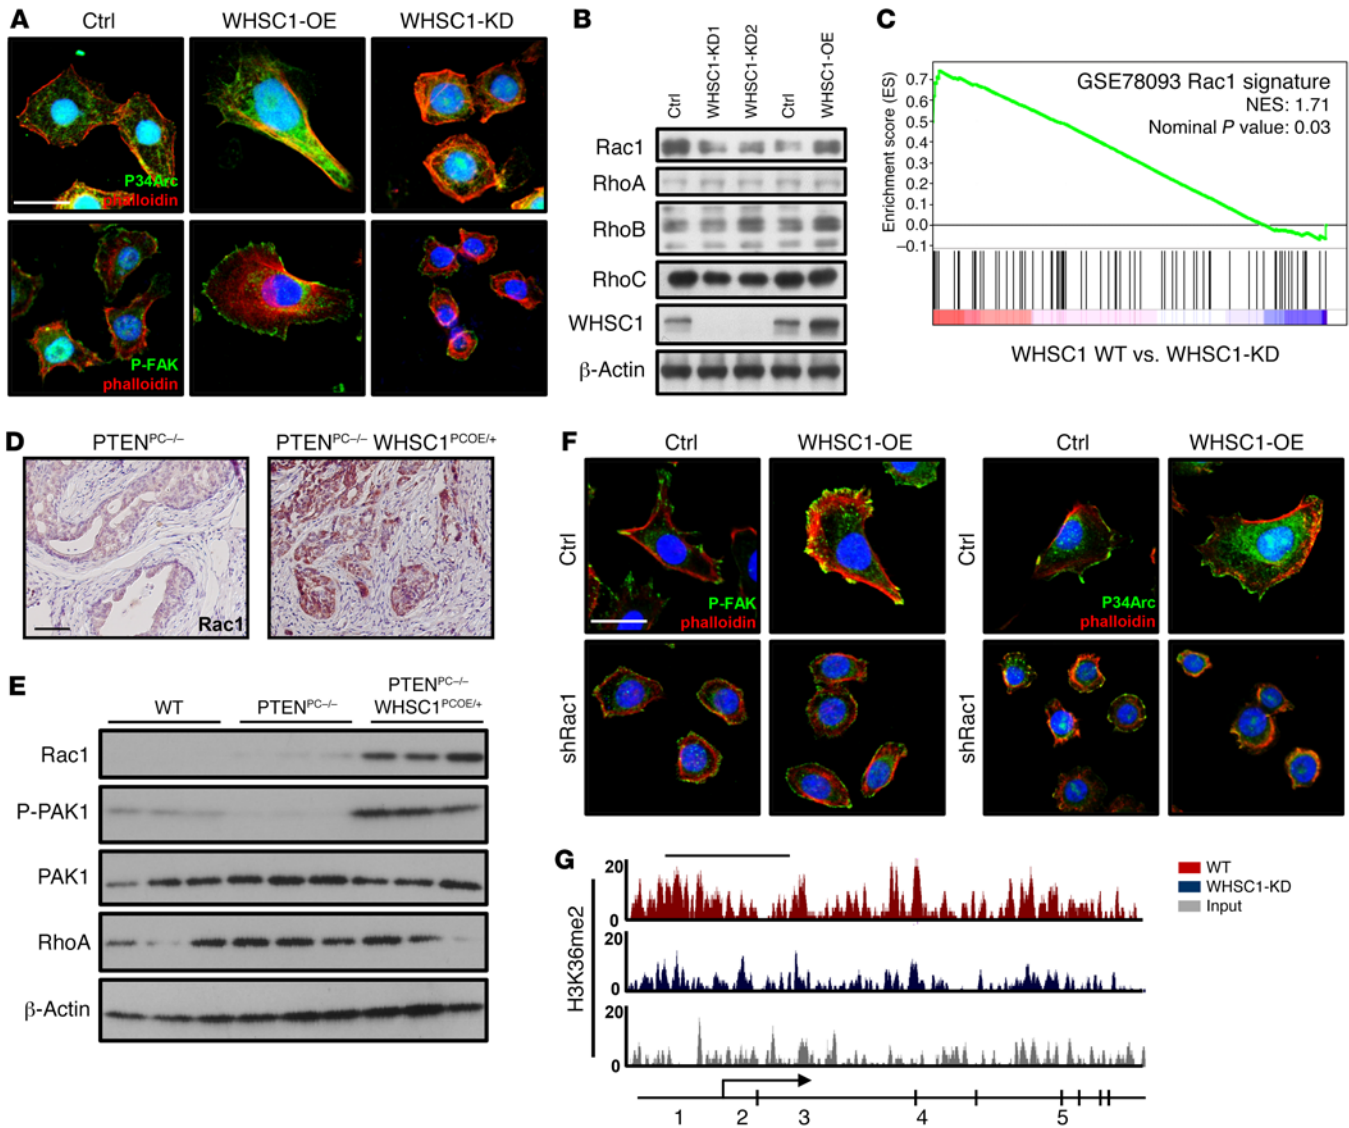 A
Ctrl
WHSC1-OE
WHSC1-KD
P34Arc
phalloidin
P-FAK
phalloidin
B
Ctrl
WHSC1-KD1
WHSC1-KD2
Ctrl
WHSC1-OE
Rac1
RhoA
RhoB
RhoC
WHSC1
β-Actin
C
Enrichment score (ES)
0.7
0.6
0.5
0.4
0.3
0.2
0.1
0.0
–0.1
GSE78093 Rac1 signature
NES: 1.71
Nominal P value: 0.03
WHSC1 WT vs. WHSC1-KD
D
PTENPC–/–
PTENPC–/– WHSC1PCOE/+
Rac1
E
WT
PTENPC–/–
PTENPC–/–
WHSC1PCOE/+
Rac1
P-PAK1
PAK1
RhoA
β-Actin
F
Ctrl
WHSC1-OE
Ctrl
WHSC1-OE
Ctrl
P-FAK
phalloidin
Ctrl
P34Arc
phalloidin
shRac1
shRac1
G
H3K36me2
20
0
20
0
20
0
WT
WHSC1-KD
Input
1 2 3 4 5